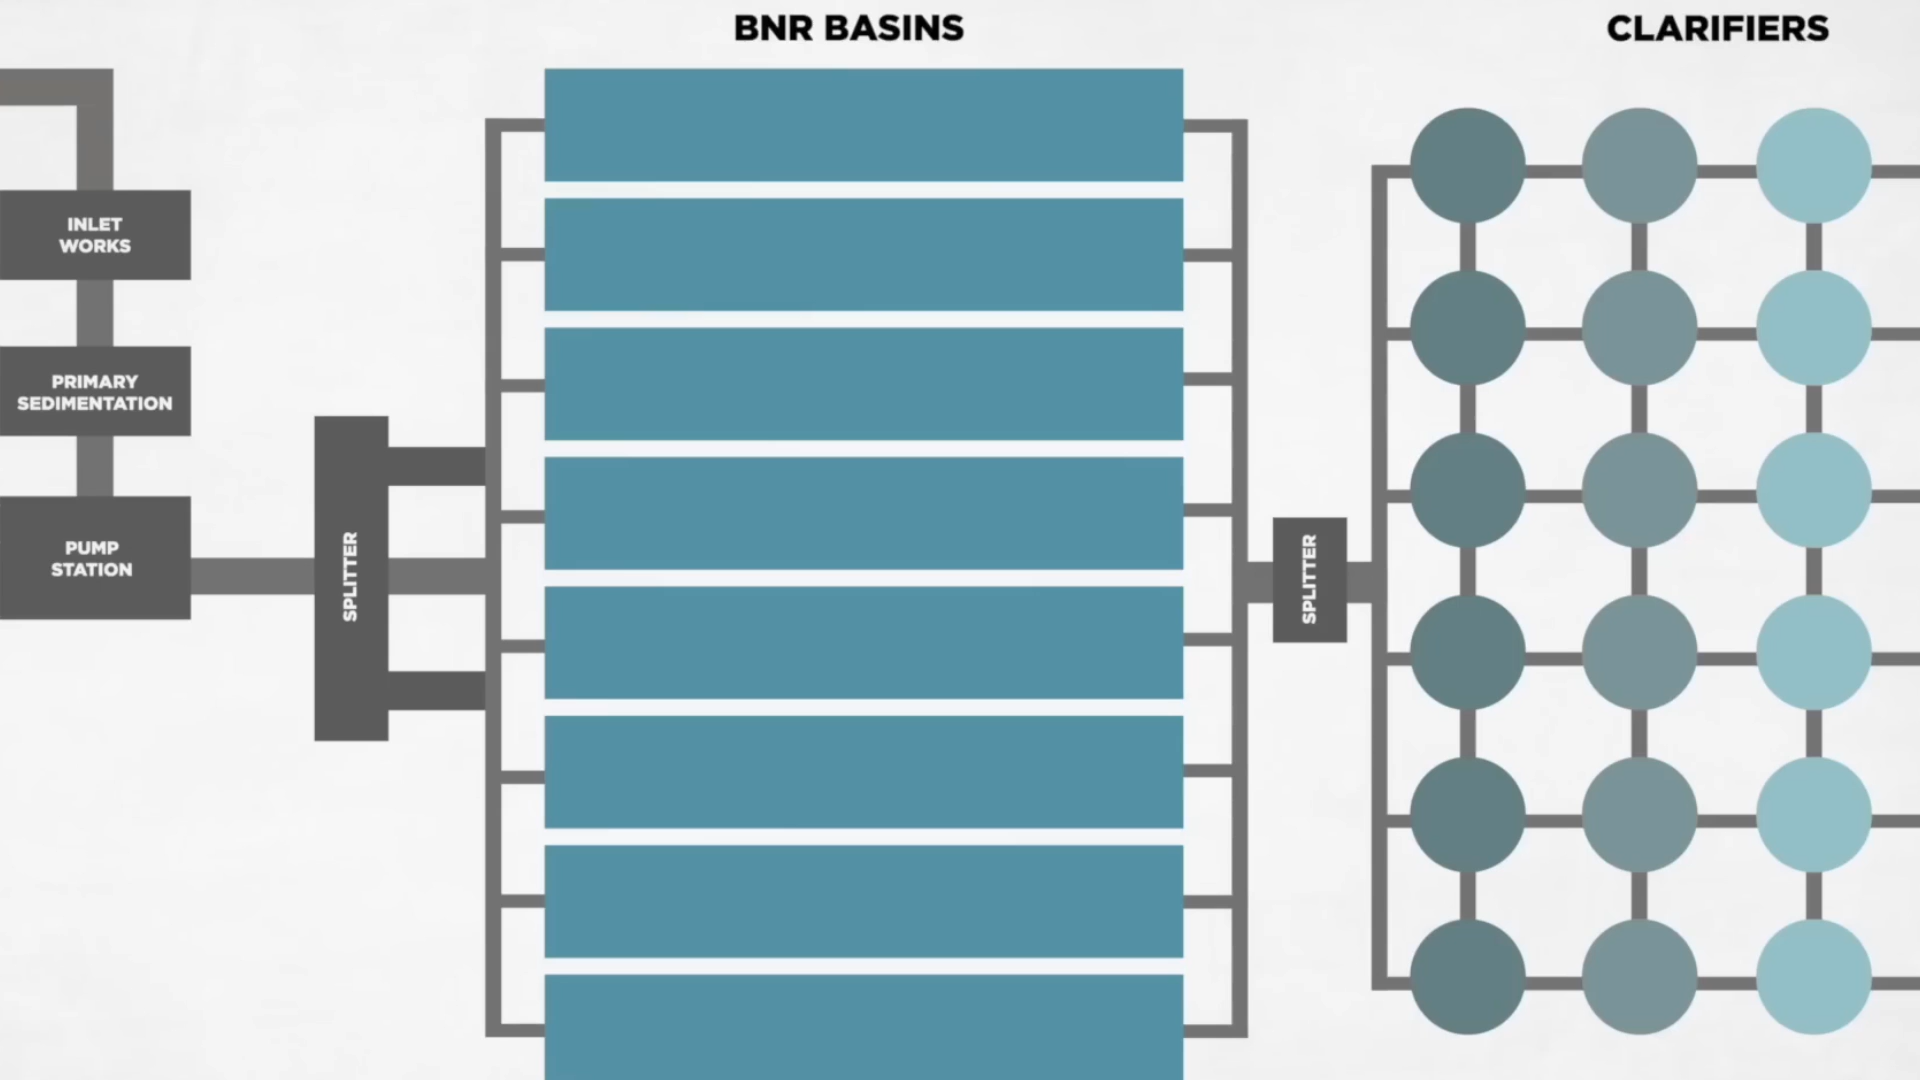 BNR BASINS
CLARIFIERS
INLET
WORKS
PRIMARY
SEDIMENTATION
PUMP
STATION
SPLITTER
SPLITTER